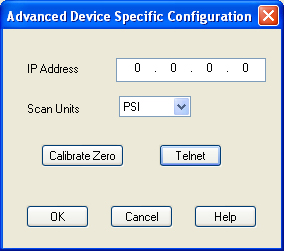 Advanced Device Specific Configuration
IP Address 0 . 0 . 0 . 0
Scan Units PSI
Calibrate Zero Telnet
OK Cancel Help